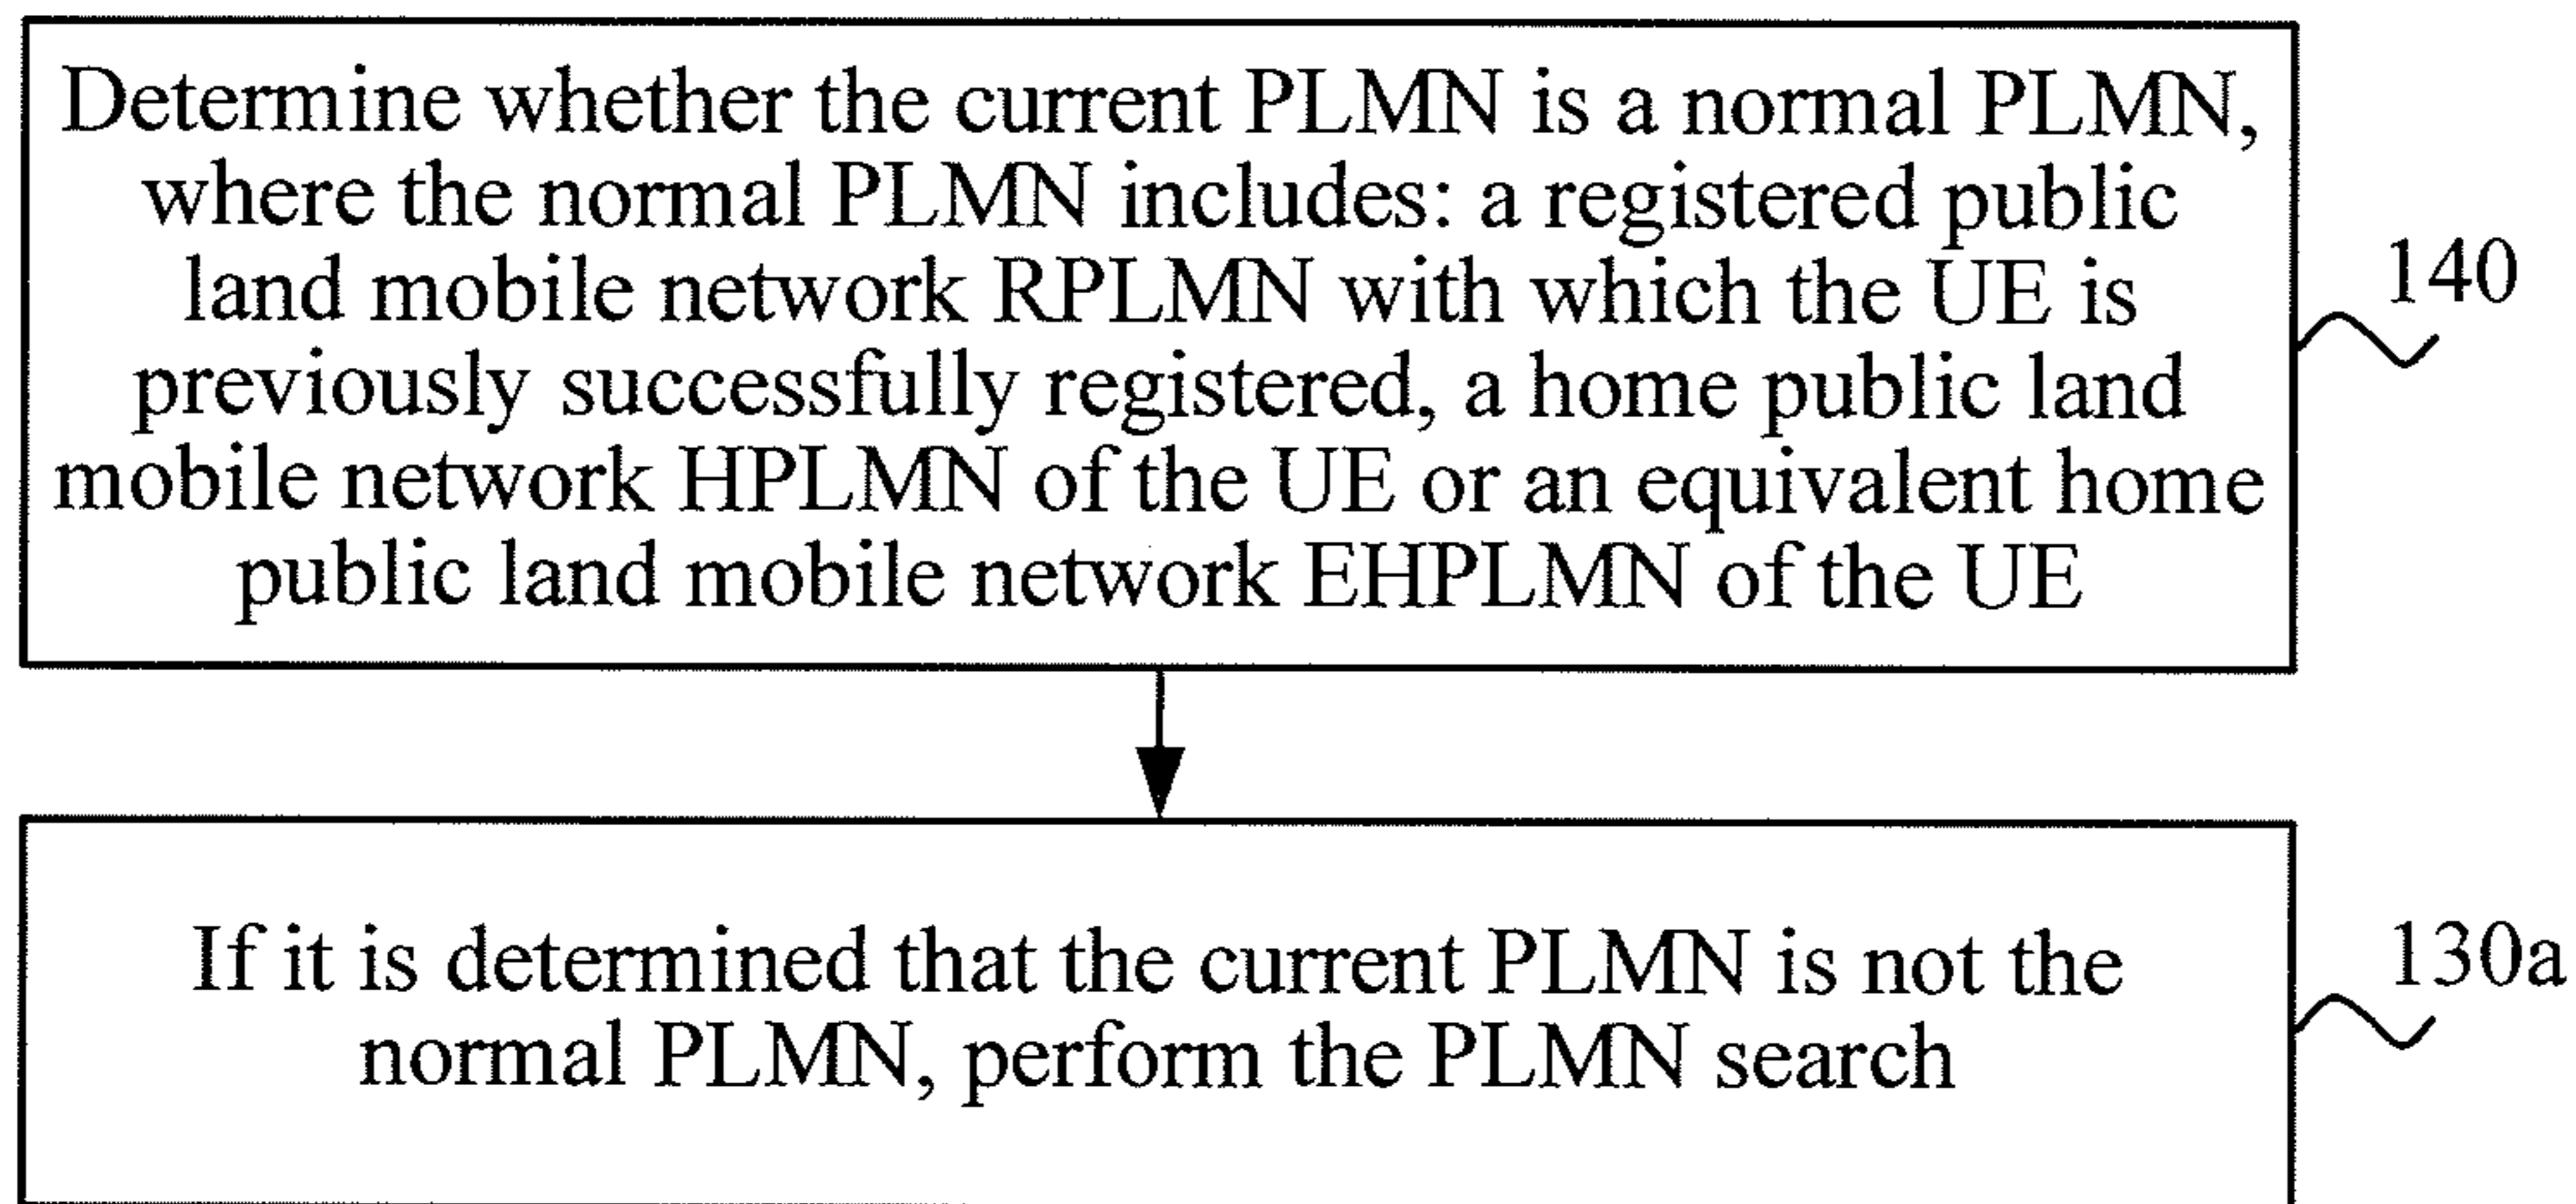 Determine whether the current PLMN is a normal PLMN,
where the normal PLMN includes: a registered public
land mobile network RPLMN with which the UE is
previously successfully registered, a home public land
mobile network HPLMN of the UE or an equivalent home
public land mobile network EHPLMN of the UE
140
If it is determined that the current PLMN is not the
normal PLMN, perform the PLMN search
130a